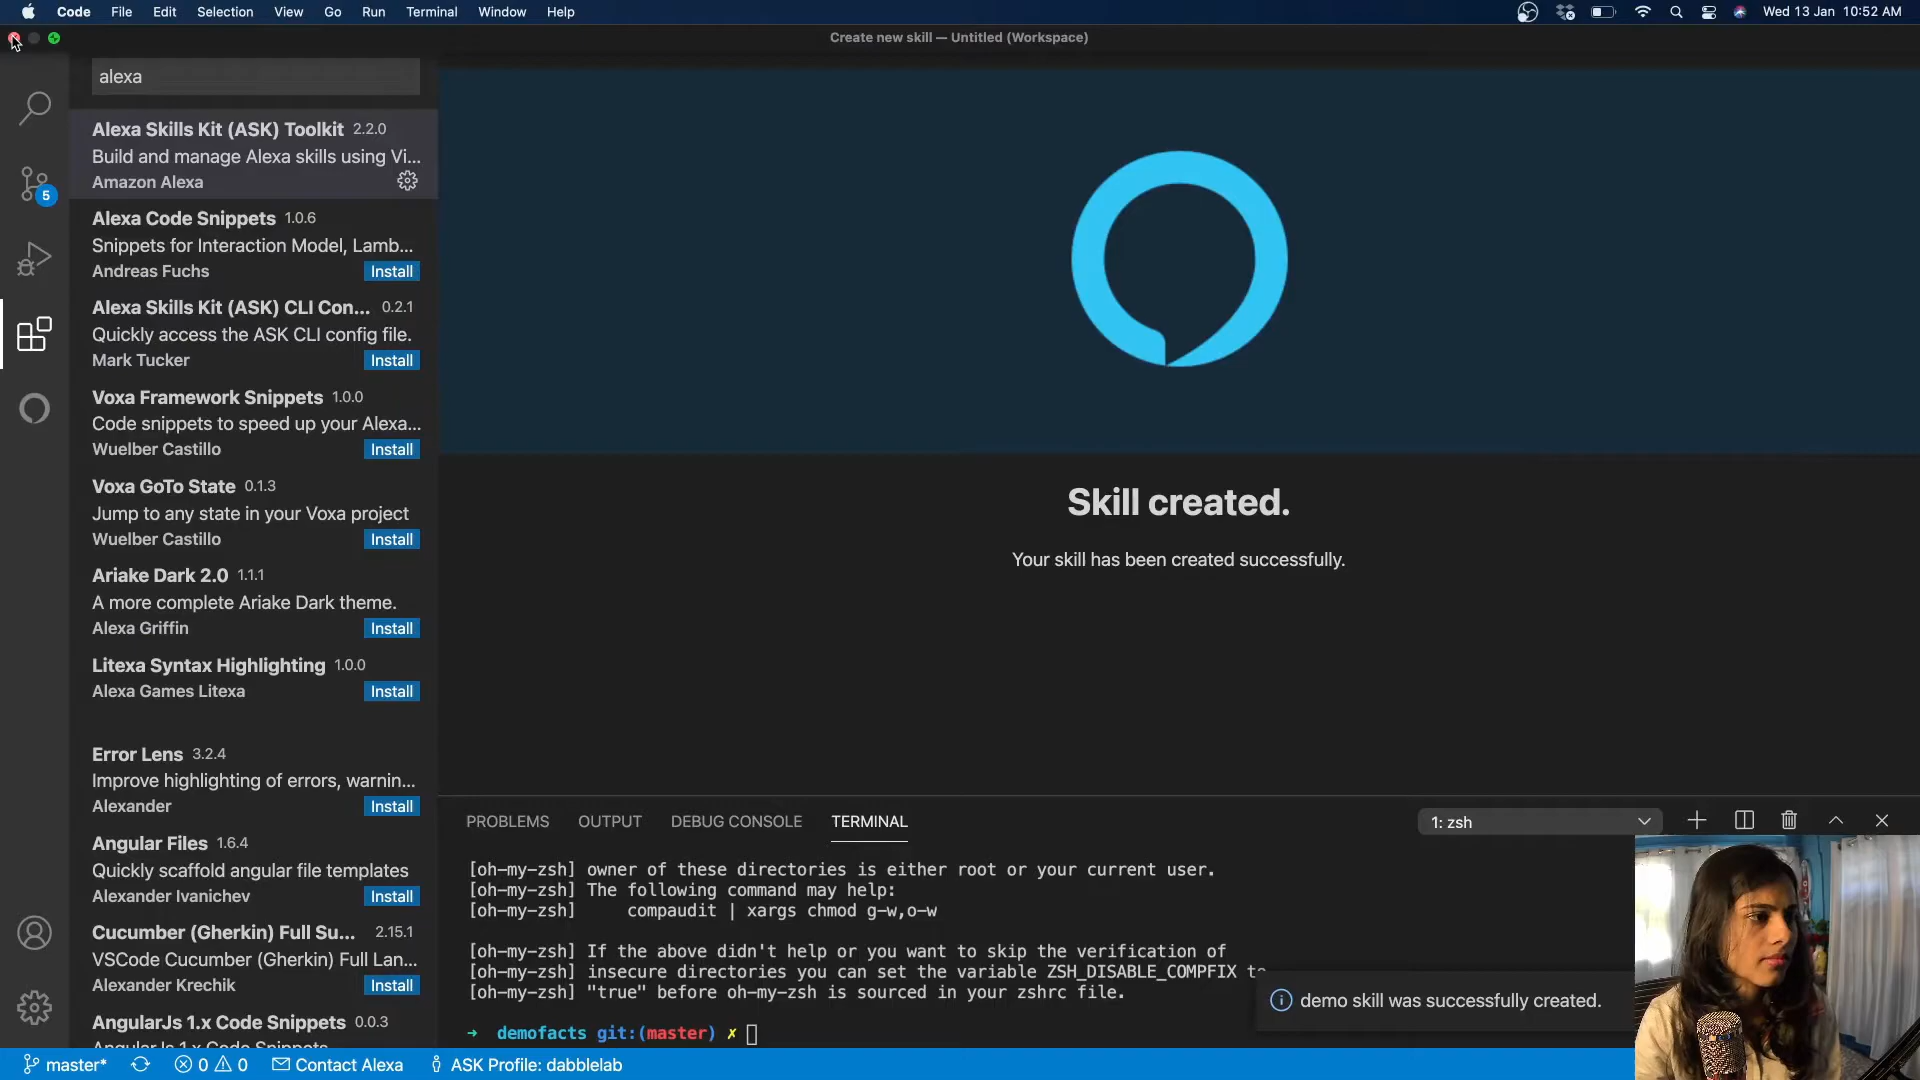 Code File Edit Selection View Go Run Terminal Window Help
Wed 13 Jan 10:52 AM
Create new skill — Untitled (Workspace)
alexa
Alexa Skills Kit (ASK) Toolkit 2.2.0
Build and manage Alexa skills using Vi...
Amazon Alexa
Alexa Code Snippets 1.0.6
Snippets for Interaction Model, Lamb...
Andreas Fuchs Install
Alexa Skills Kit (ASK) CLI Con... 0.2.1
Quickly access the ASK CLI config file.
Mark Tucker Install
Voxa Framework Snippets 1.0.0
Code snippets to speed up your Alexa...
Wuelber Castillo Install
Voxa GoTo State 0.1.3
Jump to any state in your Voxa project
Wuelber Castillo Install
Ariake Dark 2.0 1.1.1
A more complete Ariake Dark theme.
Alexa Griffin Install
Litexa Syntax Highlighting 1.0.0
Alexa Games Litexa Install
Error Lens 3.2.4
Improve highlighting of errors, warnin...
Alexander Install
Angular Files 1.6.4
Quickly scaffold angular file templates
Alexander Ivanichev Install
Cucumber (Gherkin) Full Su... 2.15.1
VSCode Cucumber (Gherkin) Full Lan...
Alexander Krechik Install
AngularJs 1.x Code Snippets 0.0.3
5
Skill created.
Your skill has been created successfully.
PROBLEMS OUTPUT DEBUG CONSOLE TERMINAL 1: zsh
[oh-my-zsh] owner of these directories is either root or your current user.
[oh-my-zsh] The following command may help:
[oh-my-zsh] compaudit | xargs chmod g-w,o-w
[oh-my-zsh] If the above didn't help or you want to skip the verification of
[oh-my-zsh] insecure directories you can set the variable ZSH_DISABLE_COMPFIX to
[oh-my-zsh] "true" before oh-my-zsh is sourced in your zshrc file.
➜ demofacts git:(master) ✗
demo skill was successfully created.
master* 0 0 Contact Alexa ASK Profile: dabblelab